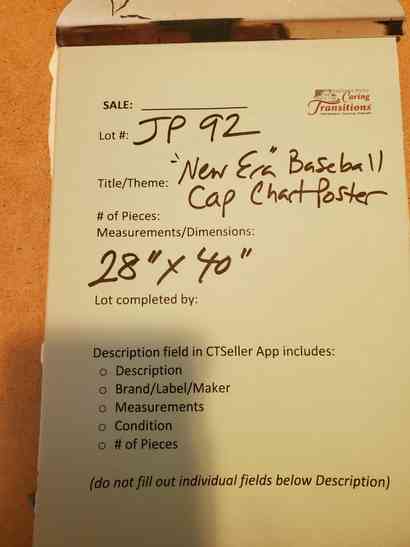 SALE: ____________
Caring
Transitions
Lot #: JP 92
Title/Theme: "New Era" Baseball
Cap Chart Poster
# of Pieces:
Measurements/Dimensions:
28" x 40"
Lot completed by:
Description field in CTSeller App includes:
o Description
o Brand/Label/Maker
o Measurements
o Condition
o # of Pieces
(do not fill out individual fields below Description)